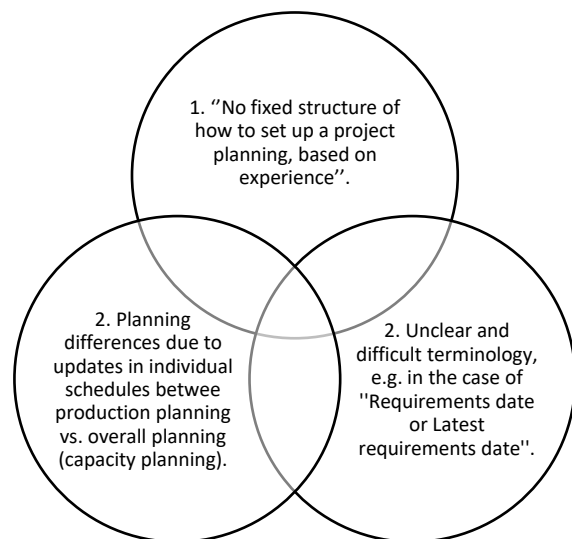 1. ‘’No fixed structure of
how to set up a project
planning, based on
experience’’.
2. Planning
differences due to
updates in individual
schedules betwee
production planning
vs. overall planning
(capacity planning).
2. Unclear and
difficult terminology,
e.g. in the case of
''Requirements date
or Latest
requirements date''.